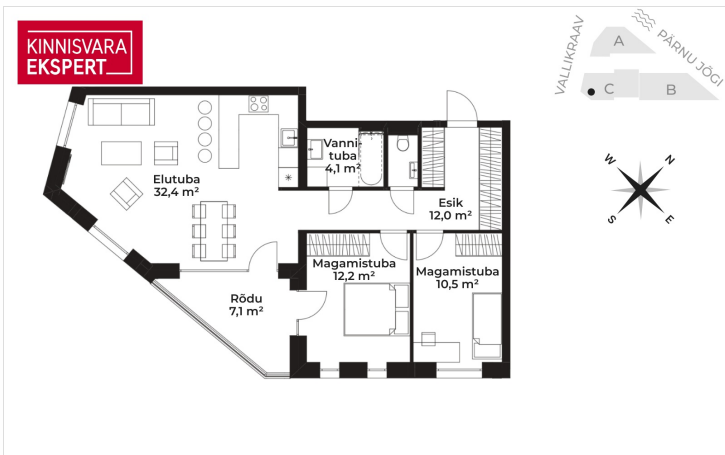 KINNISVARA
EKSPERT
VALLIKRAAV
PÄRNU JÕGI
A
C
B
W
N
S
E
Elutuba
32,4 m²
Vanni
tuba
4,1 m²
Esik
12,0 m²
Magamistuba
12,2 m²
Magamistuba
10,5 m²
Rõdu
7,1 m²